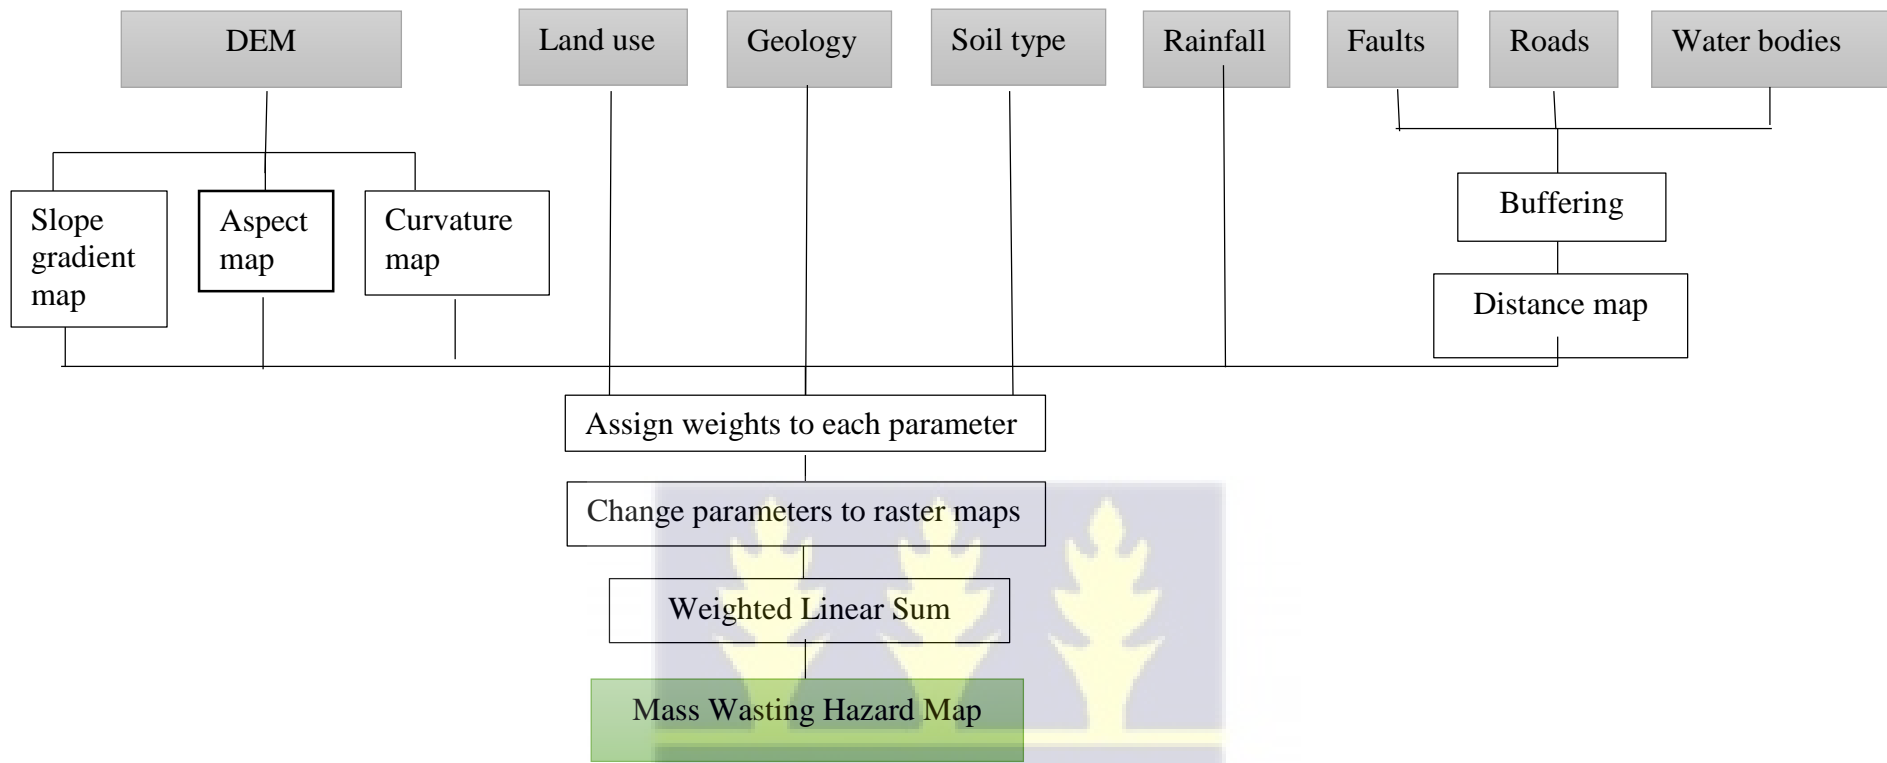 DEM
Land use
Geology
Soil type
Rainfall
Faults
Roads
Water bodies
Slope
gradient
map
Aspect
map
Curvature
map
Buffering
Distance map
Assign weights to each parameter
Change parameters to raster maps
Weighted Linear Sum
Mass Wasting Hazard Map